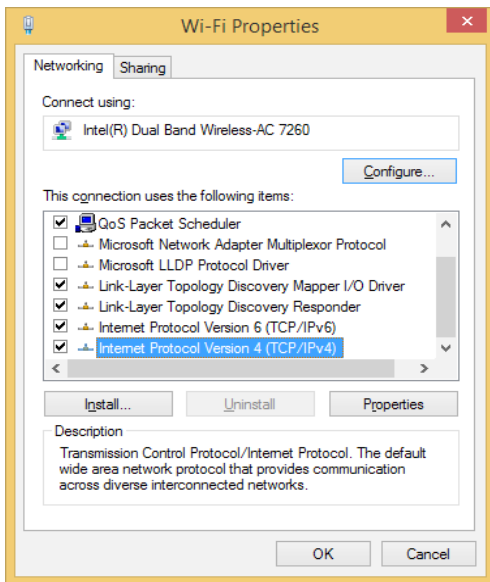 Wi-Fi Properties
Networking
Sharing
Connect using:
Intel(R) Dual Band Wireless-AC 7260
Configure...
This connection uses the following items:
QoS Packet Scheduler
Microsoft Network Adapter Multiplexor Protocol
Microsoft LLDP Protocol Driver
Link-Layer Topology Discovery Mapper I/O Driver
Link-Layer Topology Discovery Responder
Internet Protocol Version 6 (TCP/IPv6)
Internet Protocol Version 4 (TCP/IPv4)
Install...
Uninstall
Properties
Description
Transmission Control Protocol/Internet Protocol. The default
wide area network protocol that provides communication
across diverse interconnected networks.
OK
Cancel